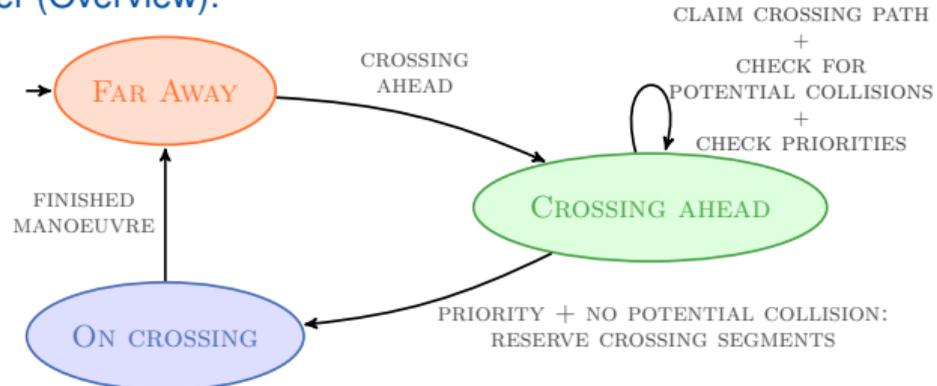 er (Overview):
CLAIM CROSSING PATH
+
CHECK FOR
POTENTIAL COLLISIONS
+
CHECK PRIORITIES
CROSSING
AHEAD
FAR AWAY
CROSSING AHEAD
FINISHED
MANOEUVRE
ON CROSSING
PRIORITY + NO POTENTIAL COLLISION:
RESERVE CROSSING SEGMENTS